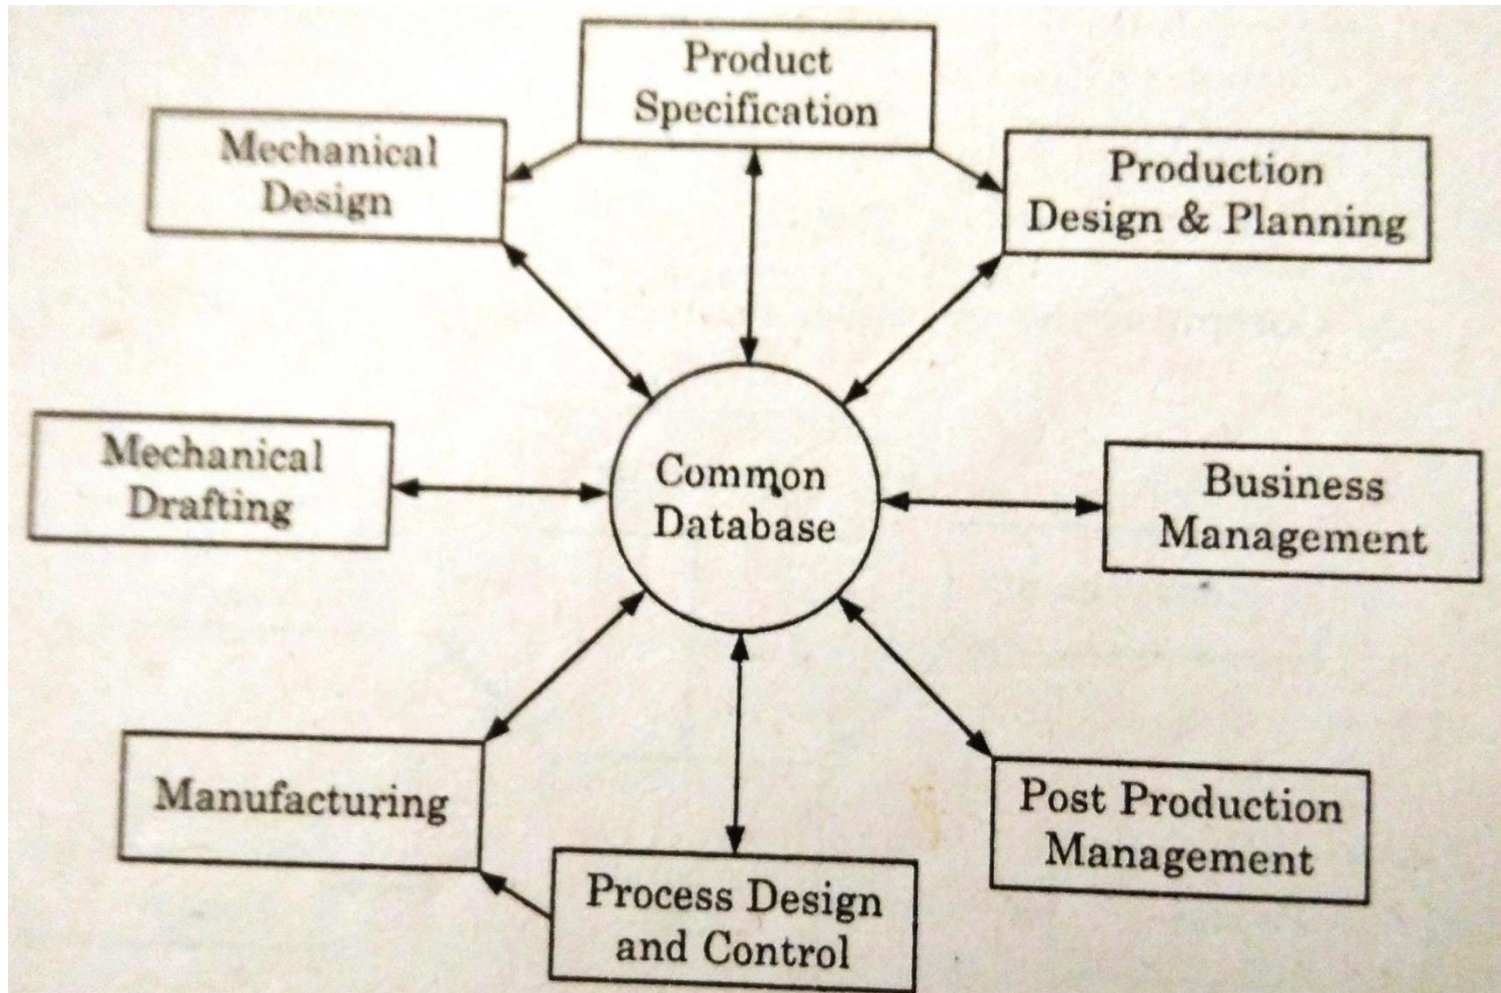 Product
Specification
Mechanical
Design
Production
Design & Planning
Mechanical
Drafting
Common
Database
Business
Management
Manufacturing
Post Production
Management
Process Design
and Control